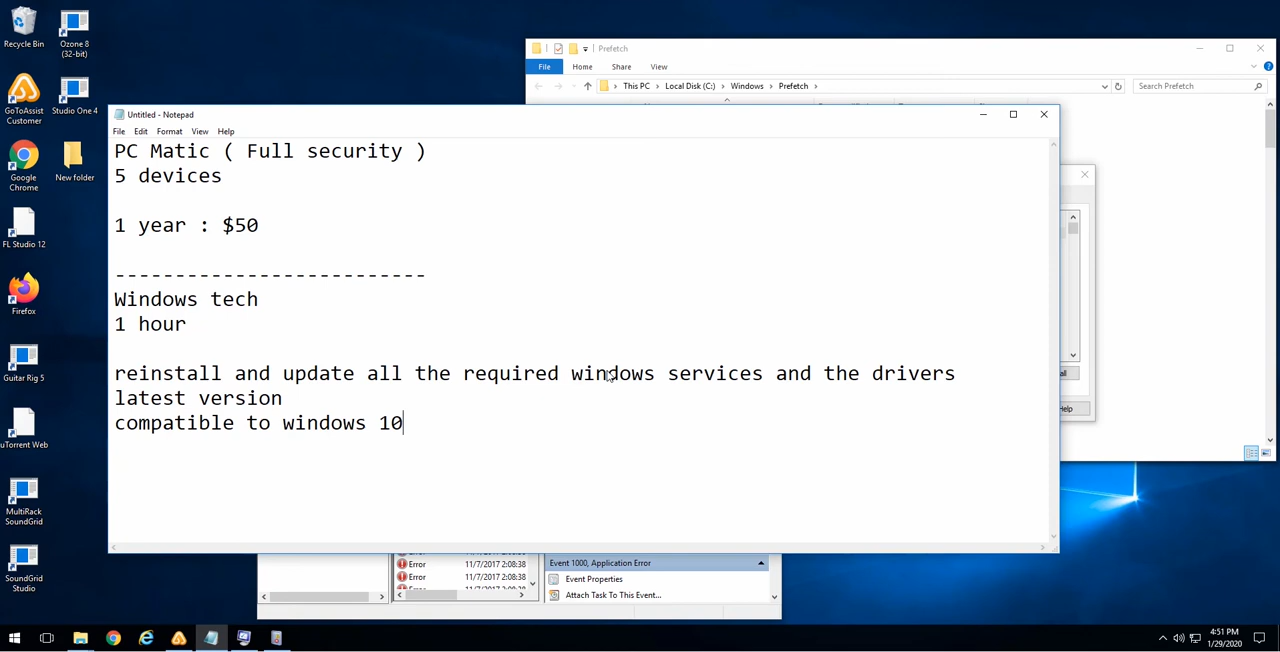 Recycle Bin
Ozone 8
(32-bit)
GoToAssist
Customer
Studio One 4
Google
Chrome
New folder
FL Studio 12
Firefox
Guitar Rig 5
uTorrent Web
MultiRack
SoundGrid
SoundGrid
Studio
Prefetch
File Home Share View
This PC > Local Disk (C:) > Windows > Prefetch >
Search Prefetch
Untitled - Notepad
File Edit Format View Help
PC Matic ( Full security )
5 devices
1 year : $50
--------------------------
Windows tech
1 hour
reinstall and update all the required windows services and the drivers
latest version
compatible to windows 10
all
Help
Error 11/7/2017 2:08:38
Error 11/7/2017 2:08:38
Event 1000, Application Error
Event Properties
Attach Task To This Event...
4:51 PM
1/29/2020